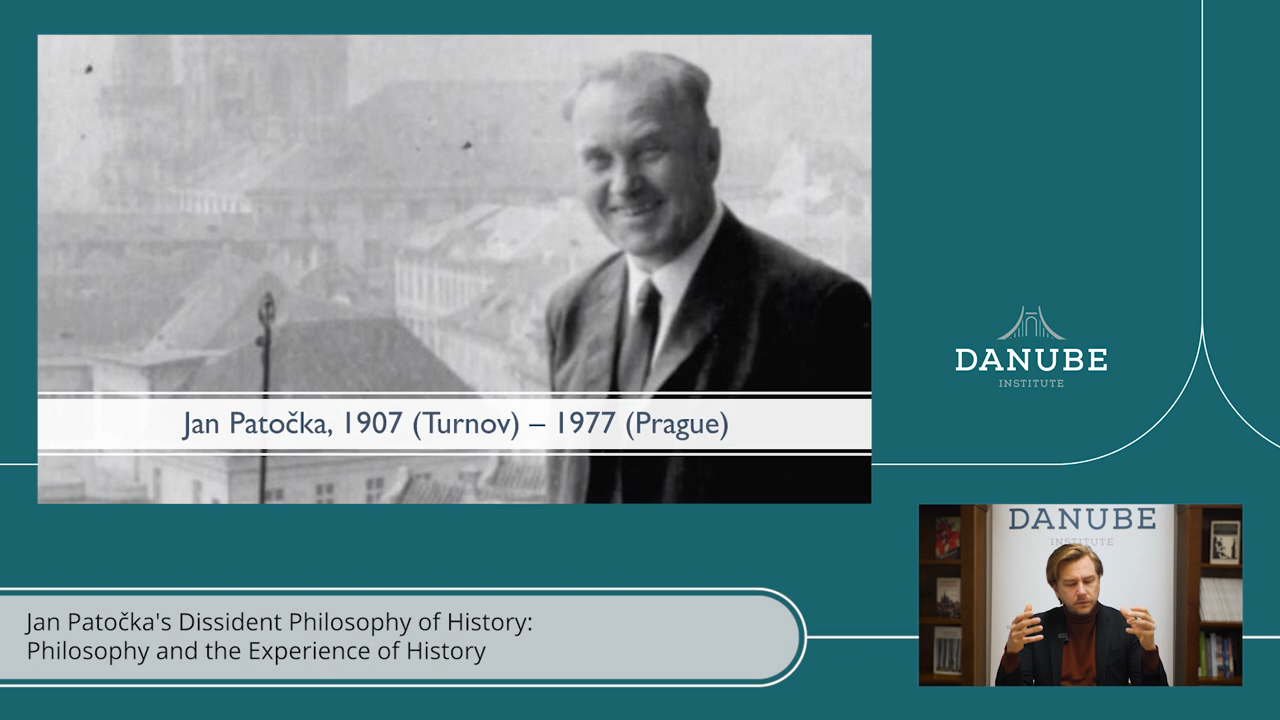 Jan Patočka, 1907 (Turnov) – 1977 (Prague)
DANUBE
INSTITUTE
DANUBE
INSTITUTE
Jan Patočka's Dissident Philosophy of History:
Philosophy and the Experience of History